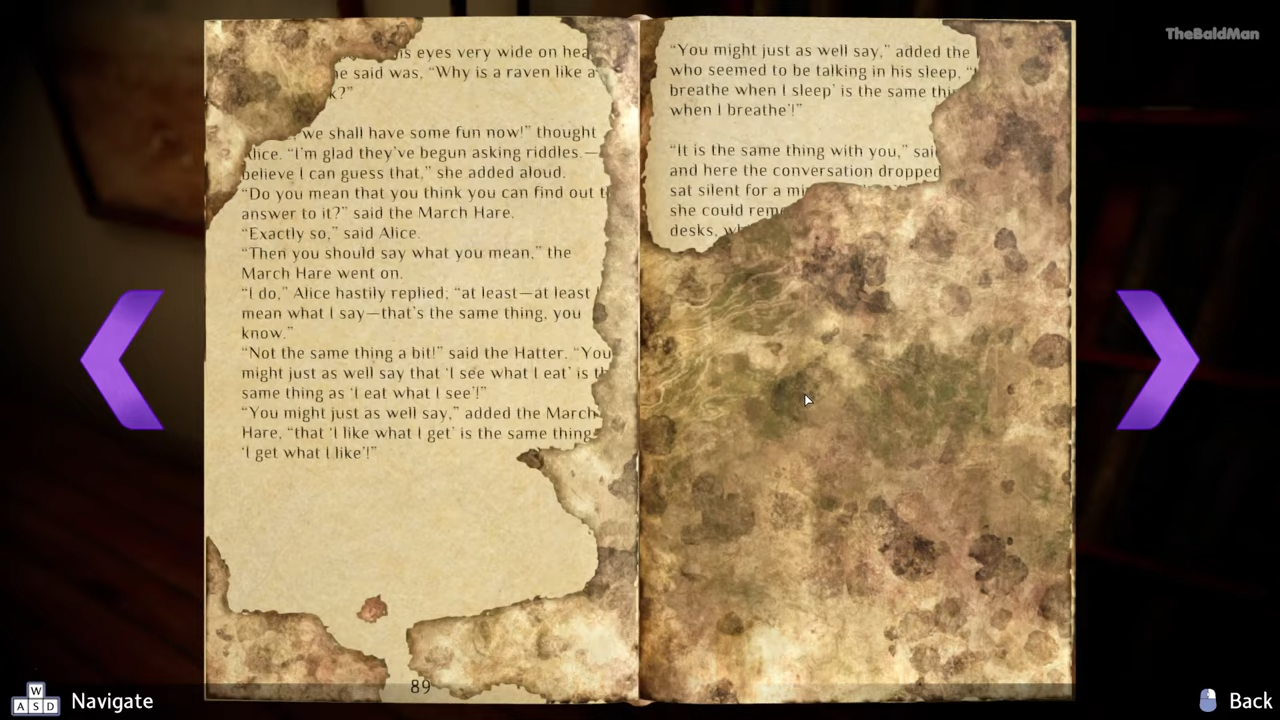 eyes very wide on
said was, “Why is a raven like a
we shall have some fun now!” thought
Alice. “I’m glad they’ve begun asking riddles.—
believe I can guess that,” she added aloud.
“Do you mean that you think you can find out
answer to it?” said the March Hare.
“Exactly so,” said Alice.
“Then you should say what you mean,” the
March Hare went on.
“I do,” Alice hastily replied; “at least—at least I
mean what I say—that’s the same thing, you
know.”
“Not the same thing a bit!” said the Hatter. “You
might just as well say that ‘I see what I eat’ is
same thing as ‘I eat what I see’!”
“You might just as well say,” added the March
Hare, “that ‘I like what I get’ is the same thing
‘I get what I like’!”
89
“You might just as well say,” added the
who seemed to be talking in his sleep,
breathe when I sleep’ is the same
when I breathe’!”
“It is the same thing with you,”
and here the conversation dropped
sat silent for a
she could
desks,
TheBaldMan
W
A S D
Navigate
Back